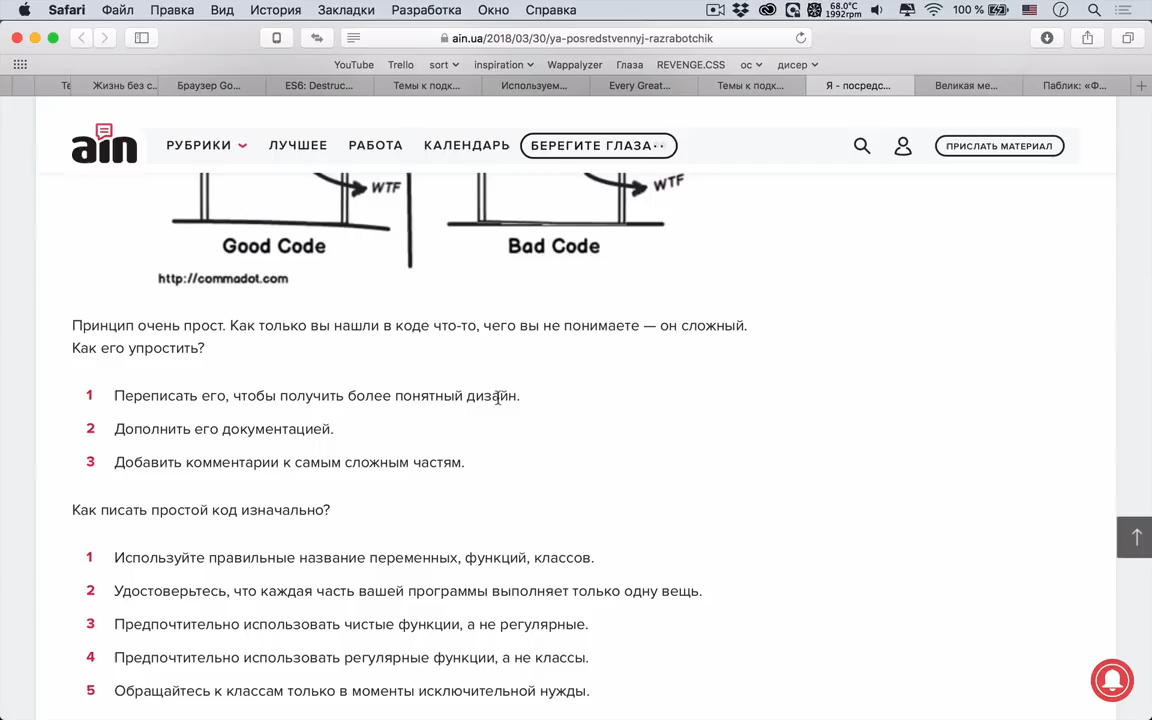 Safari Файл Правка Вид История Закладки Разработка Окно Справка 68.0°C 1992rpm 100 %
ain.ua/2018/03/30/ya-posredstvennyj-razrabotchik
YouTube Trello sort inspiration Wappalyzer Глаза REVENGE.CSS ос дисер
Те Жизнь без с... Браузер Go... ES6: Destruc... Темы к подк... Используем... Every Great... Темы к подк... Я - посредс... Великая ме... Паблик: «Ф...
ain РУБРИКИ ЛУЧШЕЕ РАБОТА КАЛЕНДАРЬ БЕРЕГИТЕ ГЛАЗА·· ПРИСЛАТЬ МАТЕРИАЛ
WTF WTF
Good Code Bad Code
http://commadot.com
Принцип очень прост. Как только вы нашли в коде что-то, чего вы не понимаете — он сложный.
Как его упростить?
1 Переписать его, чтобы получить более понятный дизайн.
2 Дополнить его документацией.
3 Добавить комментарии к самым сложным частям.
Как писать простой код изначально?
1 Используйте правильные название переменных, функций, классов.
2 Удостоверьтесь, что каждая часть вашей программы выполняет только одну вещь.
3 Предпочтительно использовать чистые функции, а не регулярные.
4 Предпочтительно использовать регулярные функции, а не классы.
5 Обращайтесь к классам только в моменты исключительной нужды.